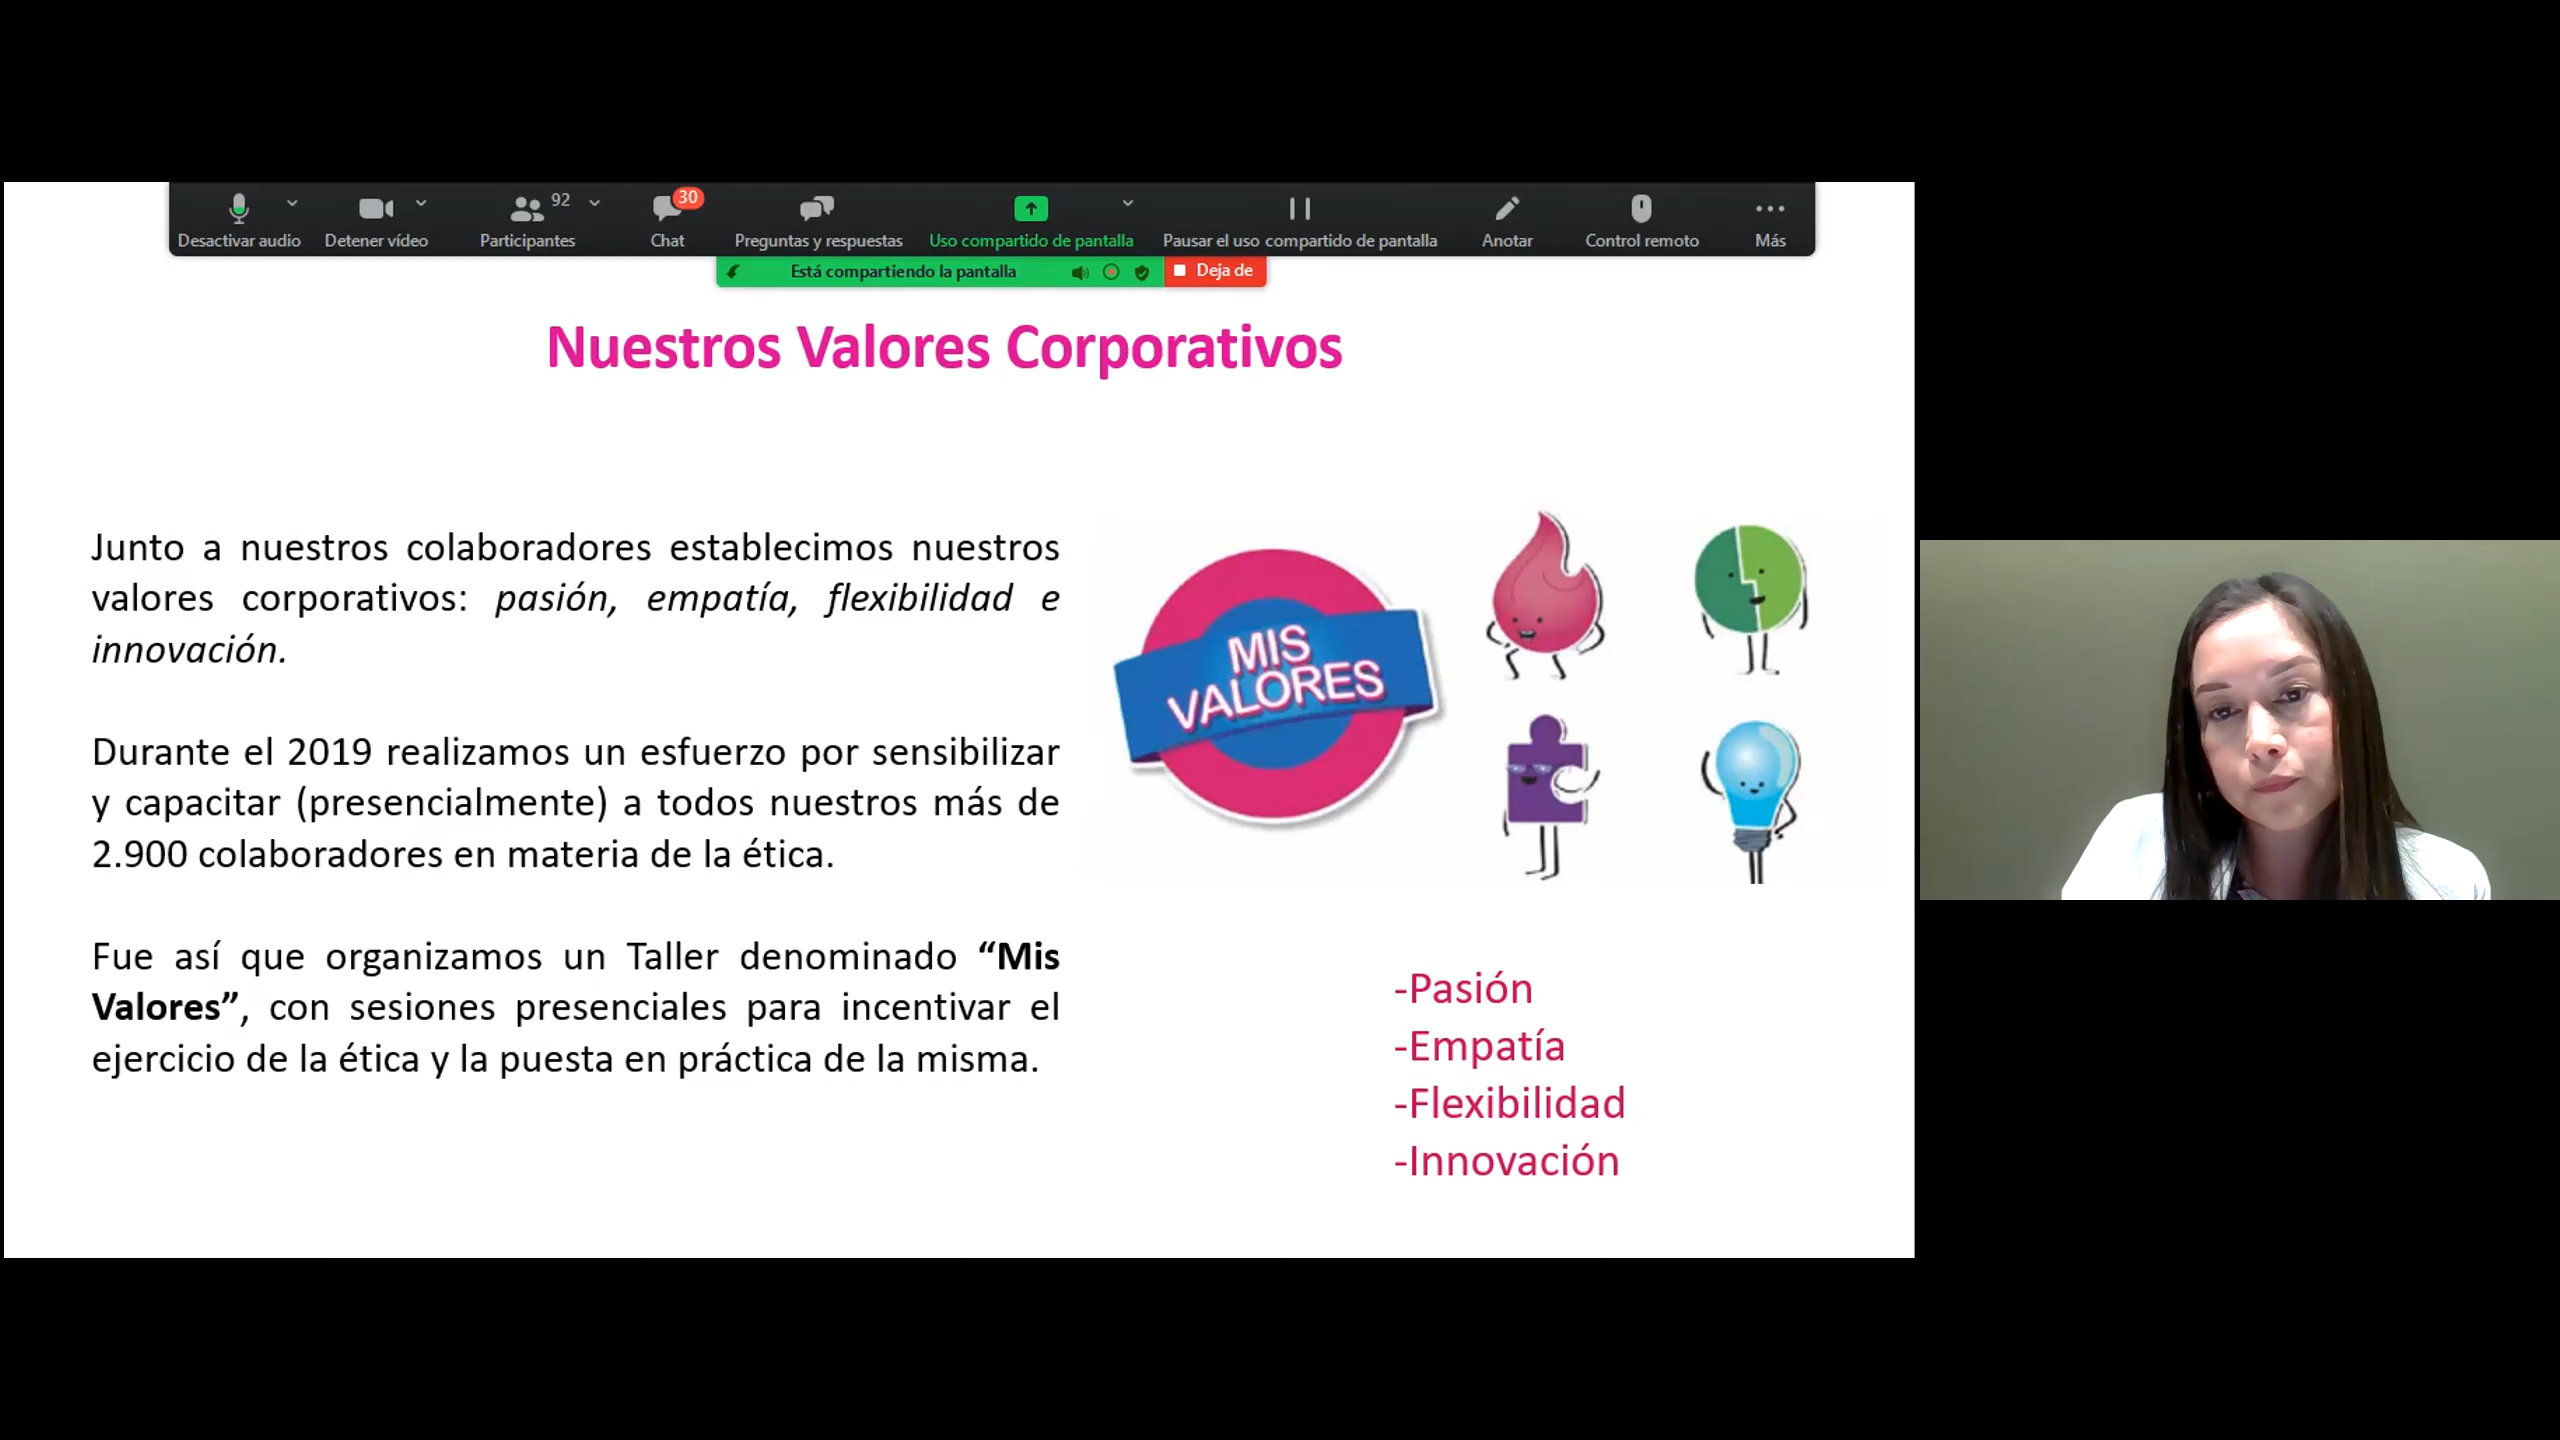 92
30
Desactivar audio
Detener vídeo
Participantes
Chat
Preguntas y respuestas
Uso compartido de pantalla
Pausar el uso compartido de pantalla
Anotar
Control remoto
Más
Está compartiendo la pantalla
Deja de
Nuestros Valores Corporativos
Junto a nuestros colaboradores establecimos nuestros
valores corporativos: pasión, empatía, flexibilidad e
innovación.
Durante el 2019 realizamos un esfuerzo por sensibilizar
y capacitar (presencialmente) a todos nuestros más de
2.900 colaboradores en materia de la ética.
Fue así que organizamos un Taller denominado “Mis
Valores”, con sesiones presenciales para incentivar el
ejercicio de la ética y la puesta en práctica de la misma.
MIS
VALORES
-Pasión
-Empatía
-Flexibilidad
-Innovación